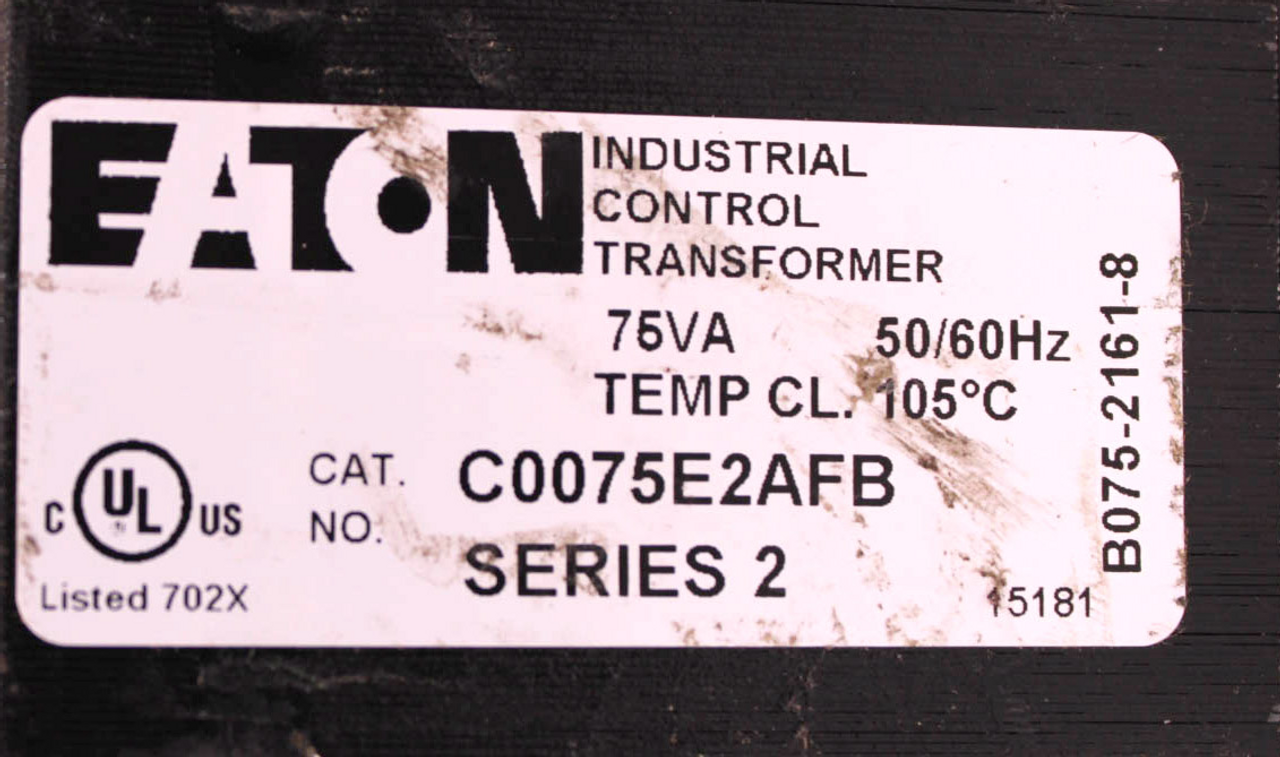 EATON
INDUSTRIAL
CONTROL
TRANSFORMER
75VA 50/60Hz
TEMP CL. 105°C
CAT. NO. C0075E2AFB
SERIES 2
C UL US
Listed 702X
15181
B075-2161-8